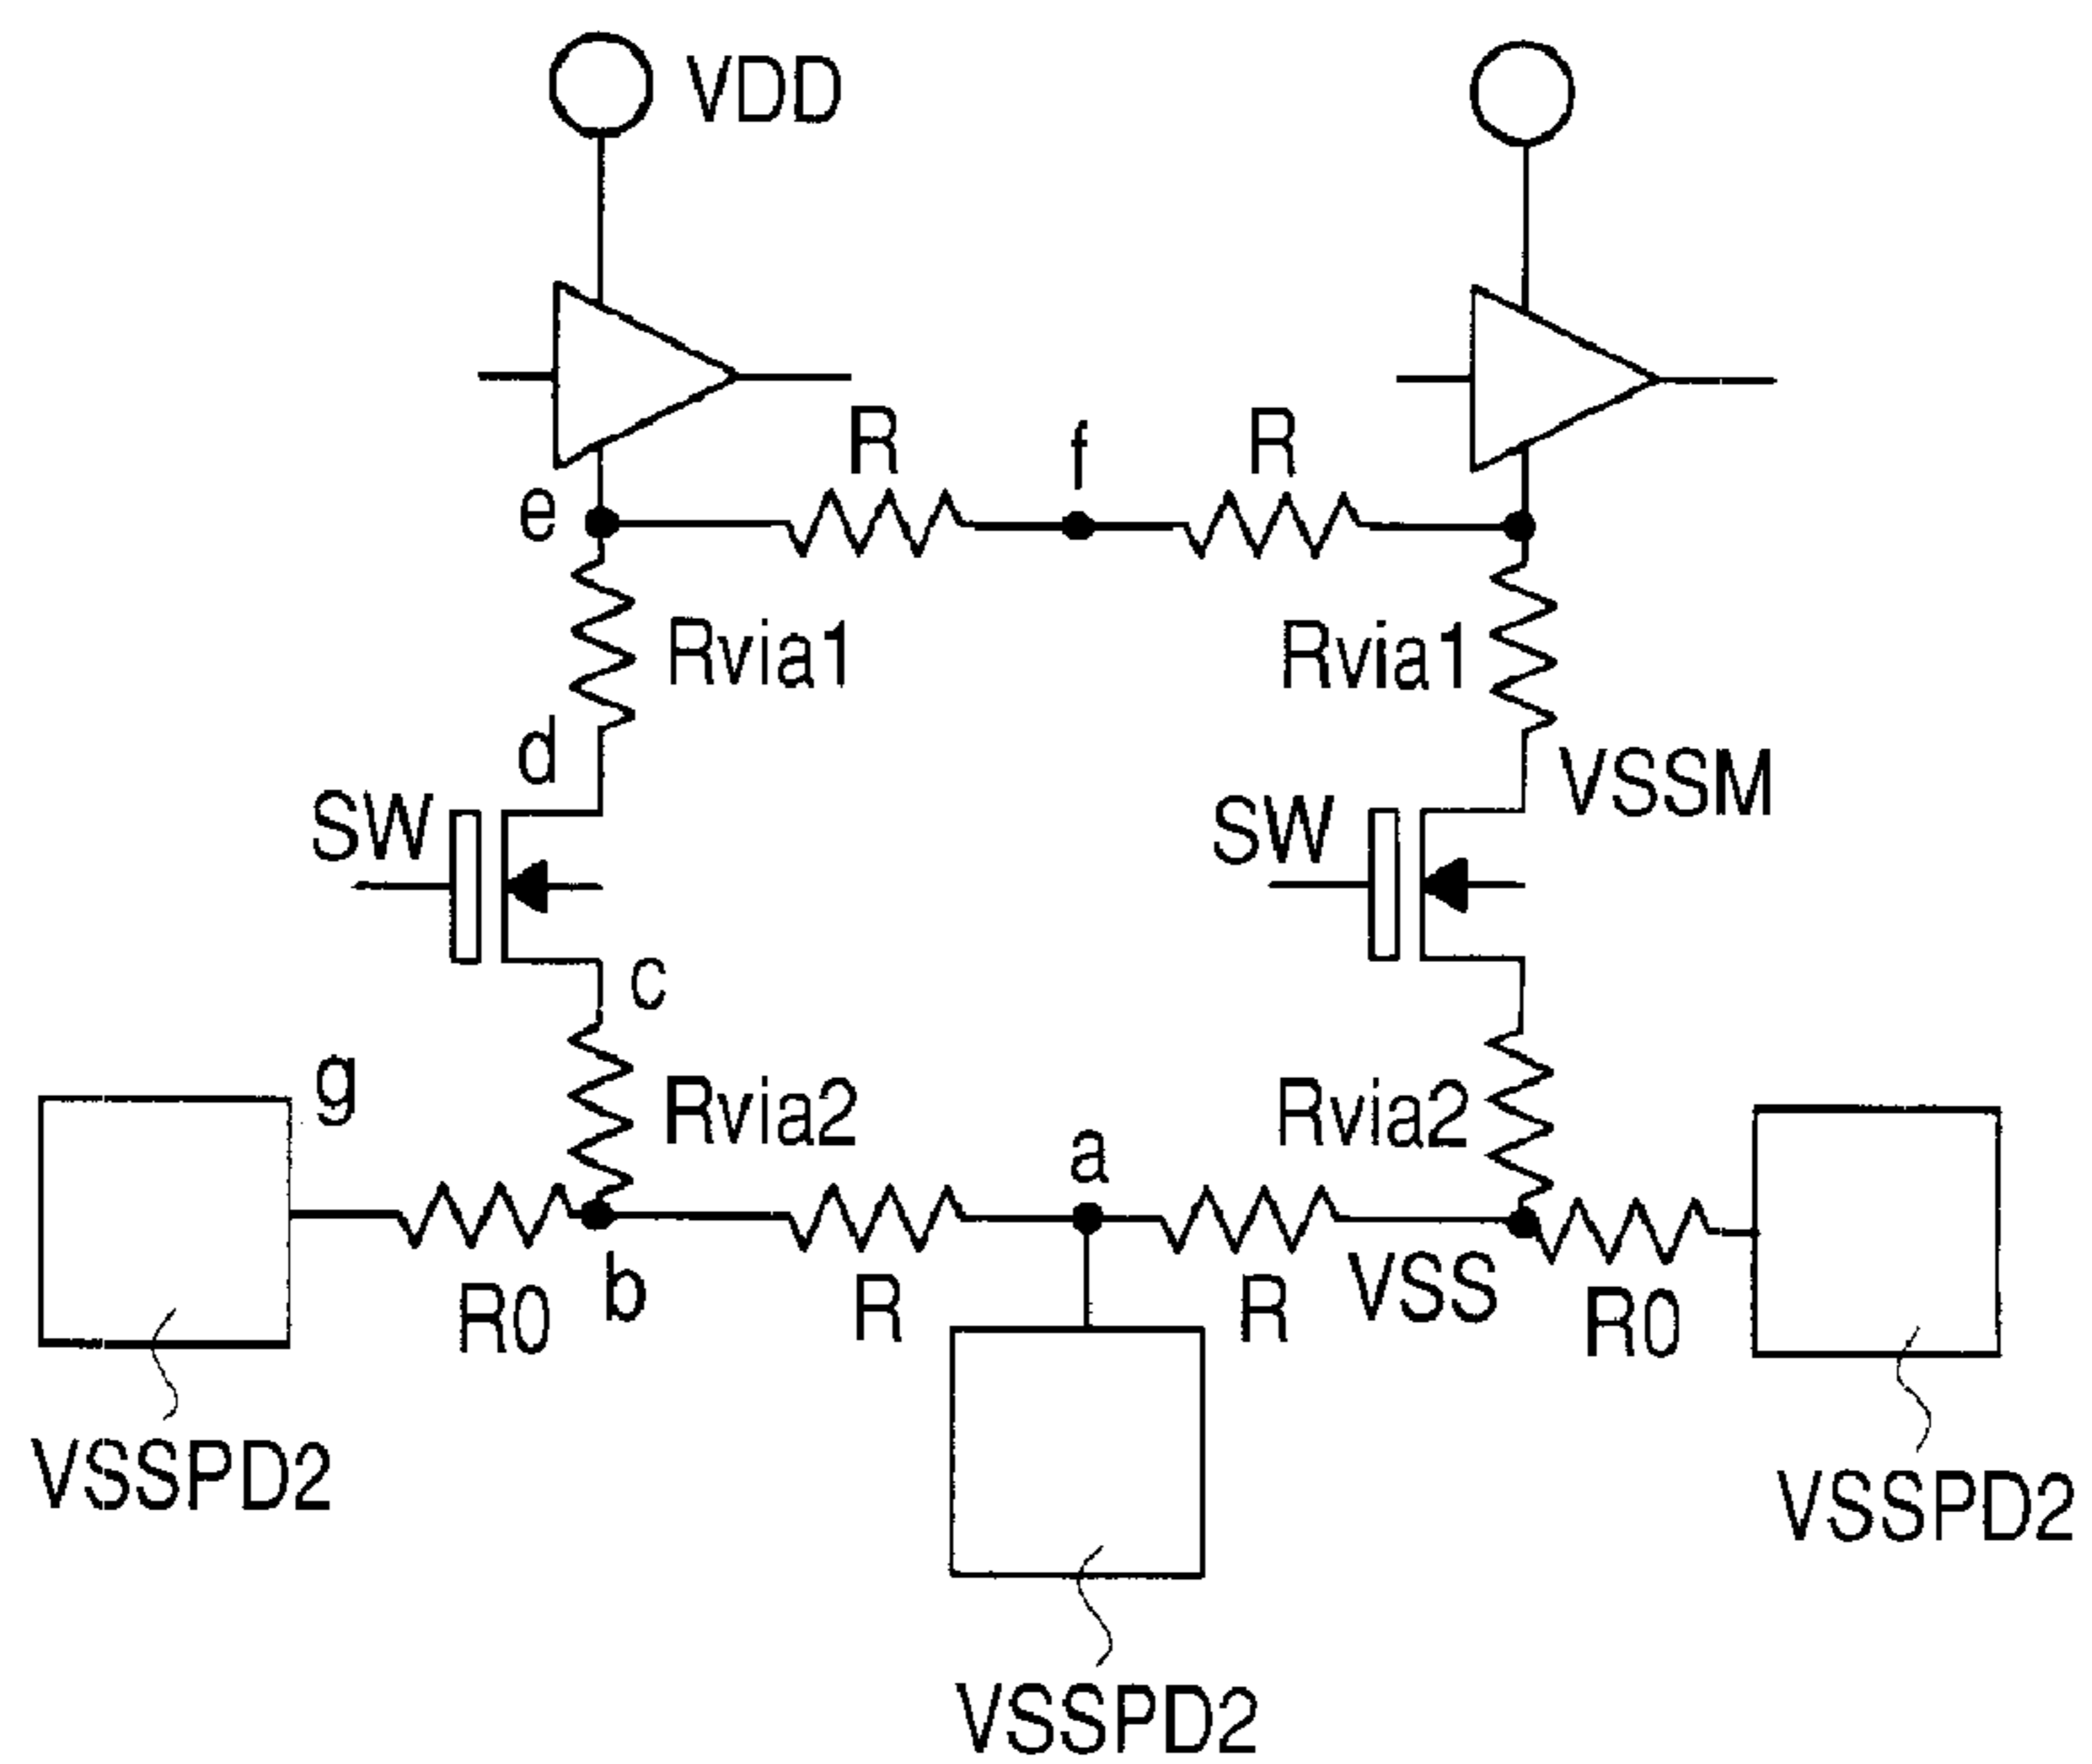 VDD
R
f
R
e
Rvia1
Rvia1
d
VSSM
SW
SW
c
g
Rvia2
a
Rvia2
R0
b
R
R
VSS
R0
VSSPD2
VSSPD2
VSSPD2